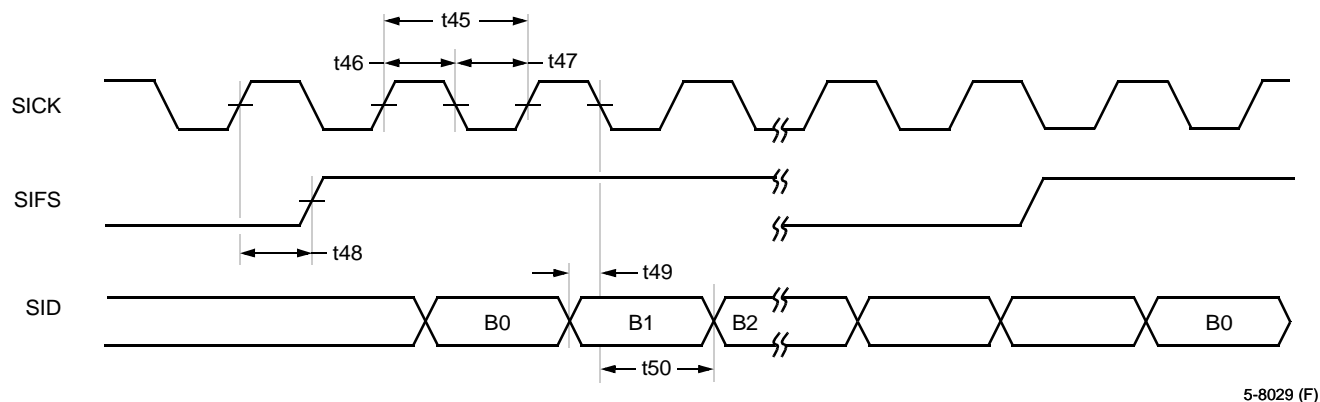 t45
t46
t47
SICK
SIFS
t48
t49
SID
B0
B1
B2
B0
t50
5-8029 (F)